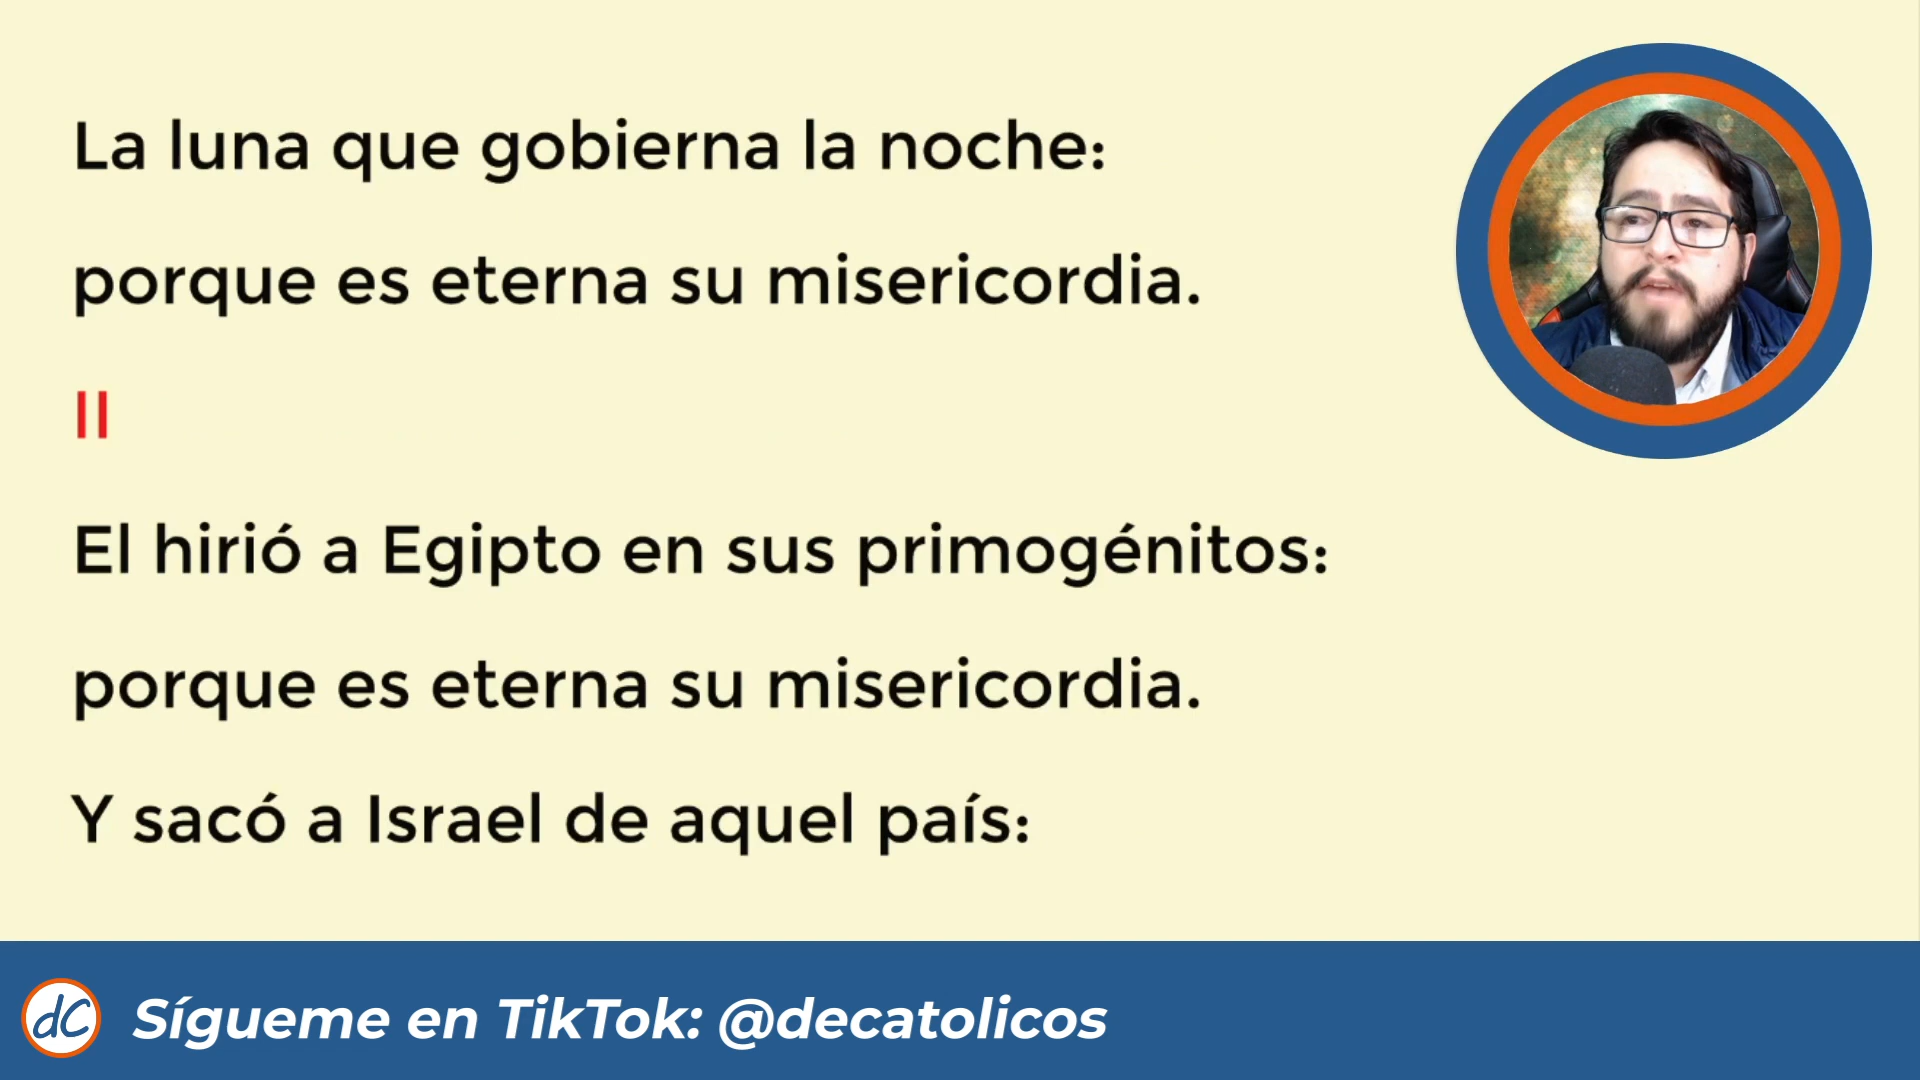 La luna que gobierna la noche:
porque es eterna su misericordia.
II
El hirió a Egipto en sus primogénitos:
porque es eterna su misericordia.
Y sacó a Israel de aquel país:
dC Sígueme en TikTok: @decatolicos